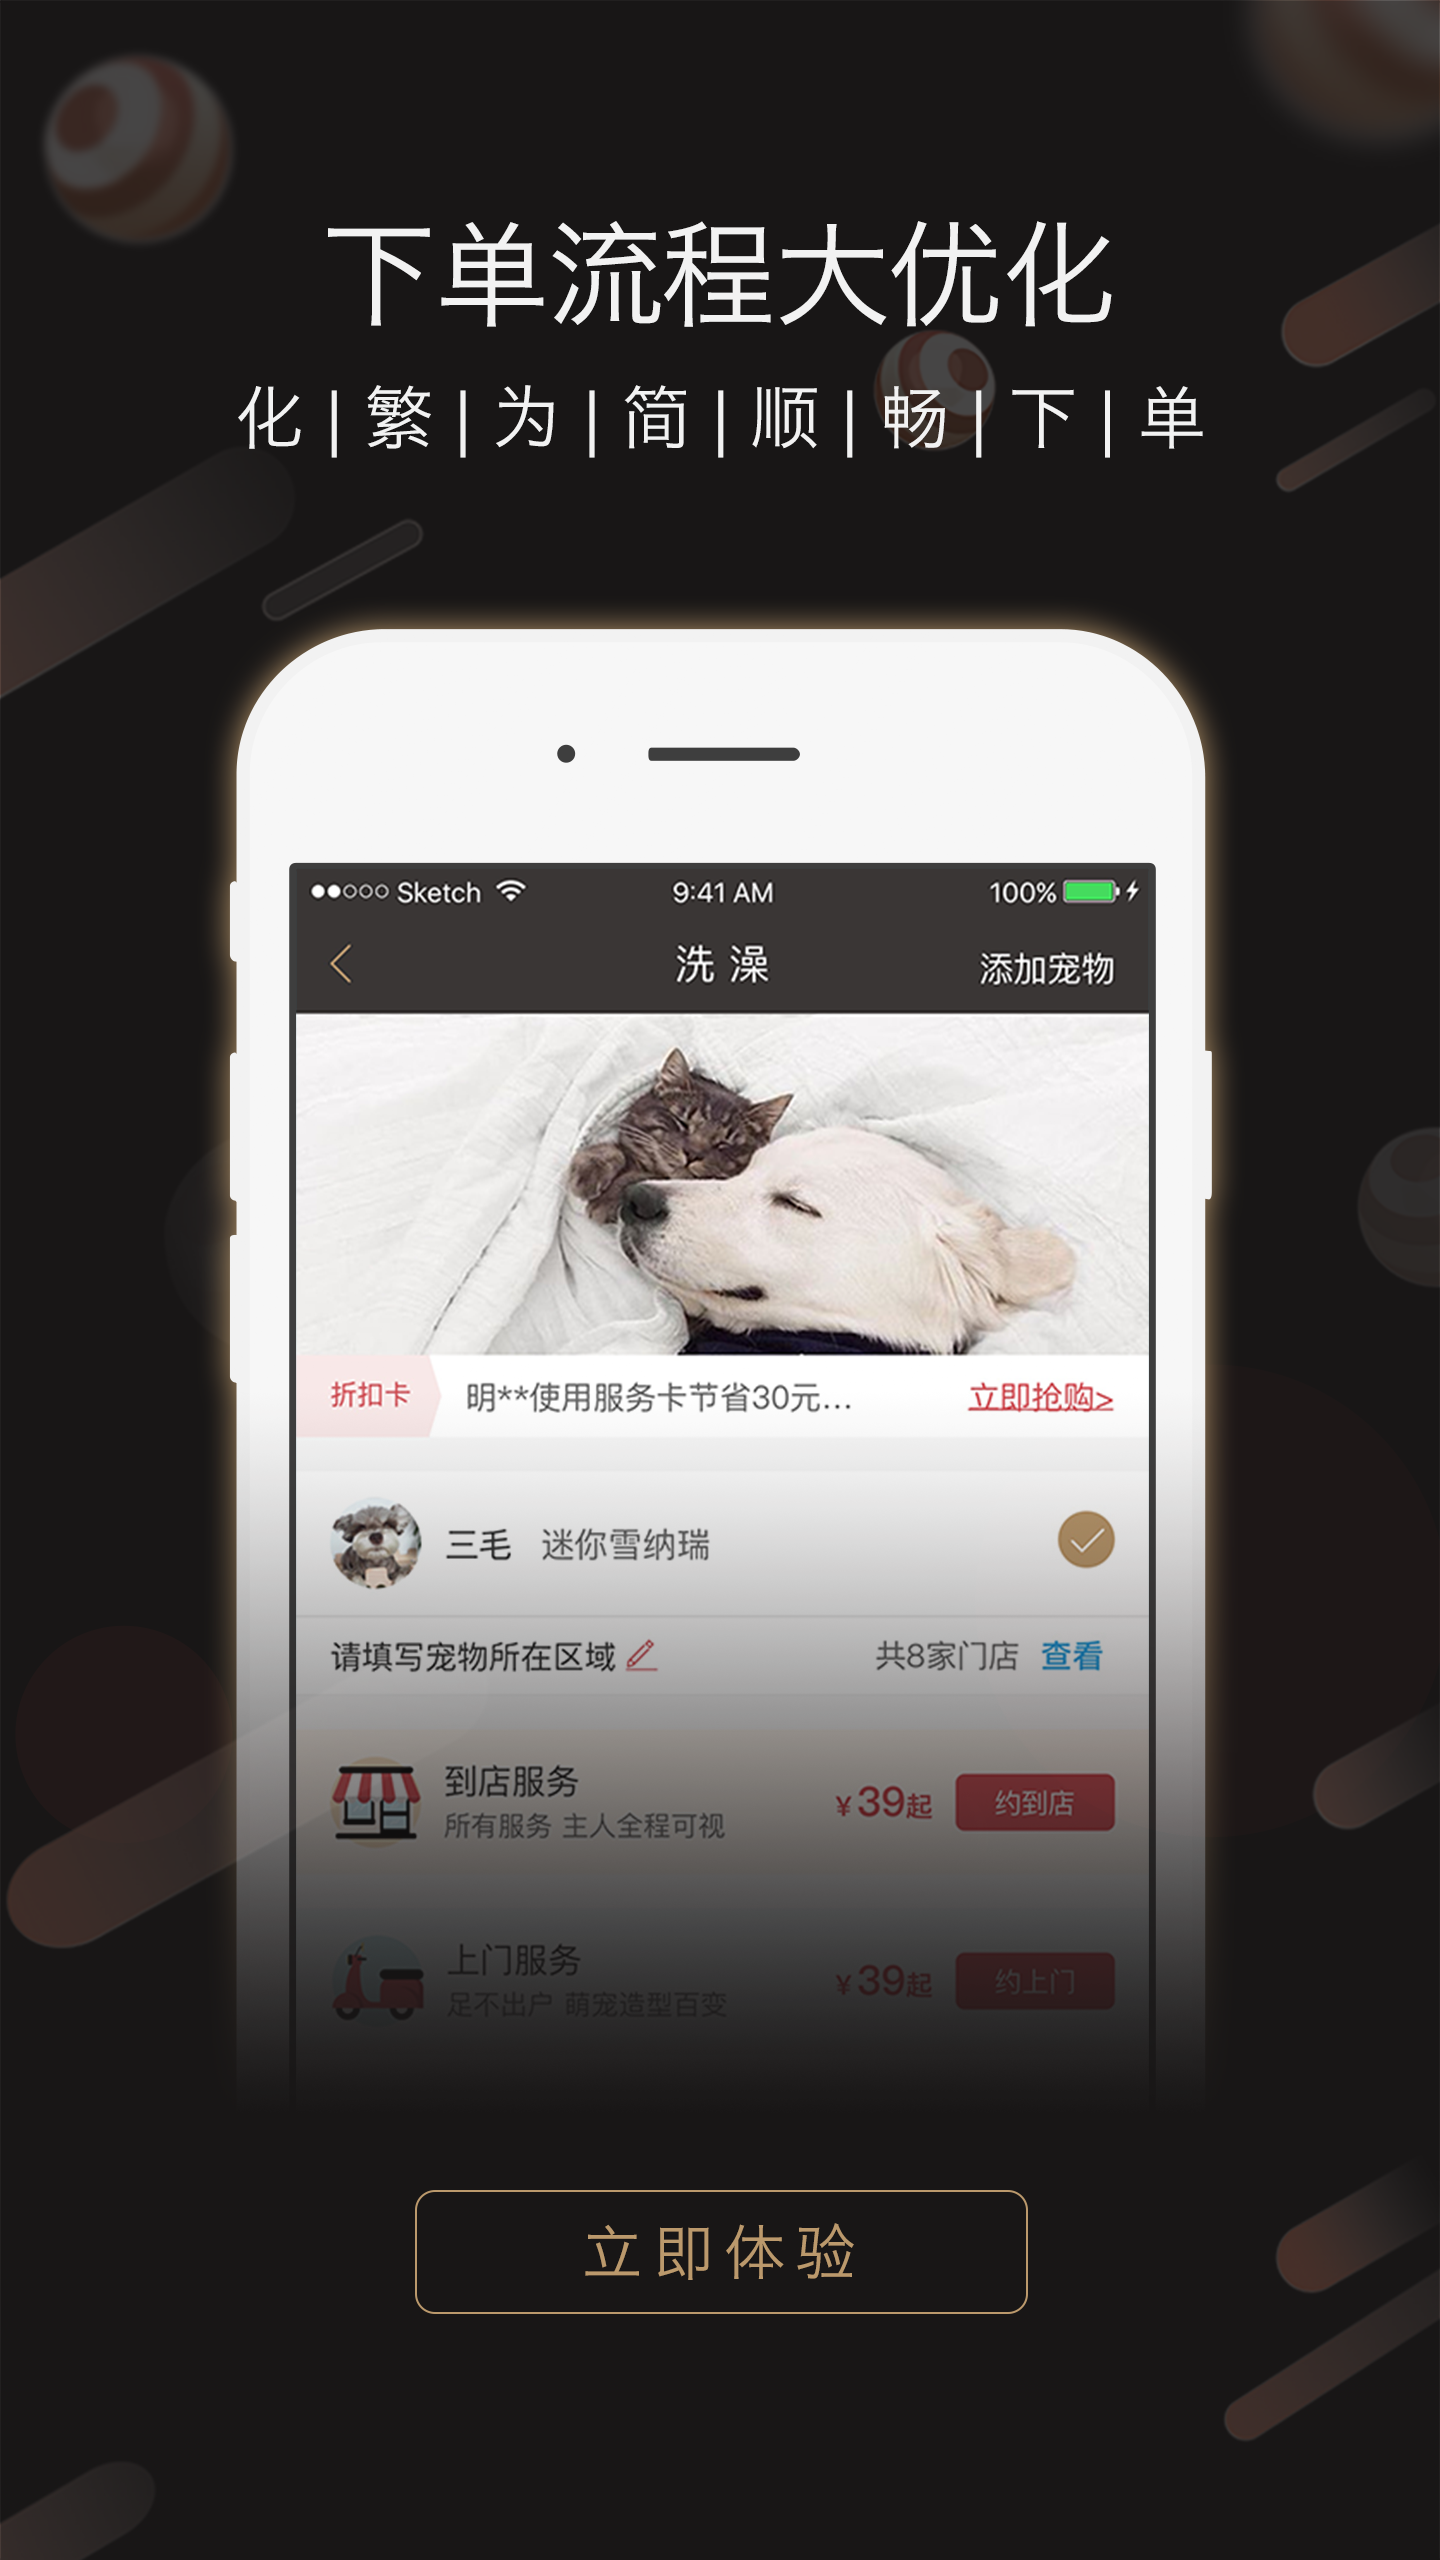 下单流程大优化
化|繁|为|简|顺|畅|下|单
Sketch 9:41 AM 100%
洗澡 添加宠物
折扣卡 明**使用服务卡节省30元... 立即抢购>
三毛 迷你雪纳瑞
请填写宠物所在区域 共8家门店 查看
到店服务
所有服务 主人全程可视
¥39起 约到店
上门服务
足不出户 萌宠造型百变
¥39起 约上门
立即体验